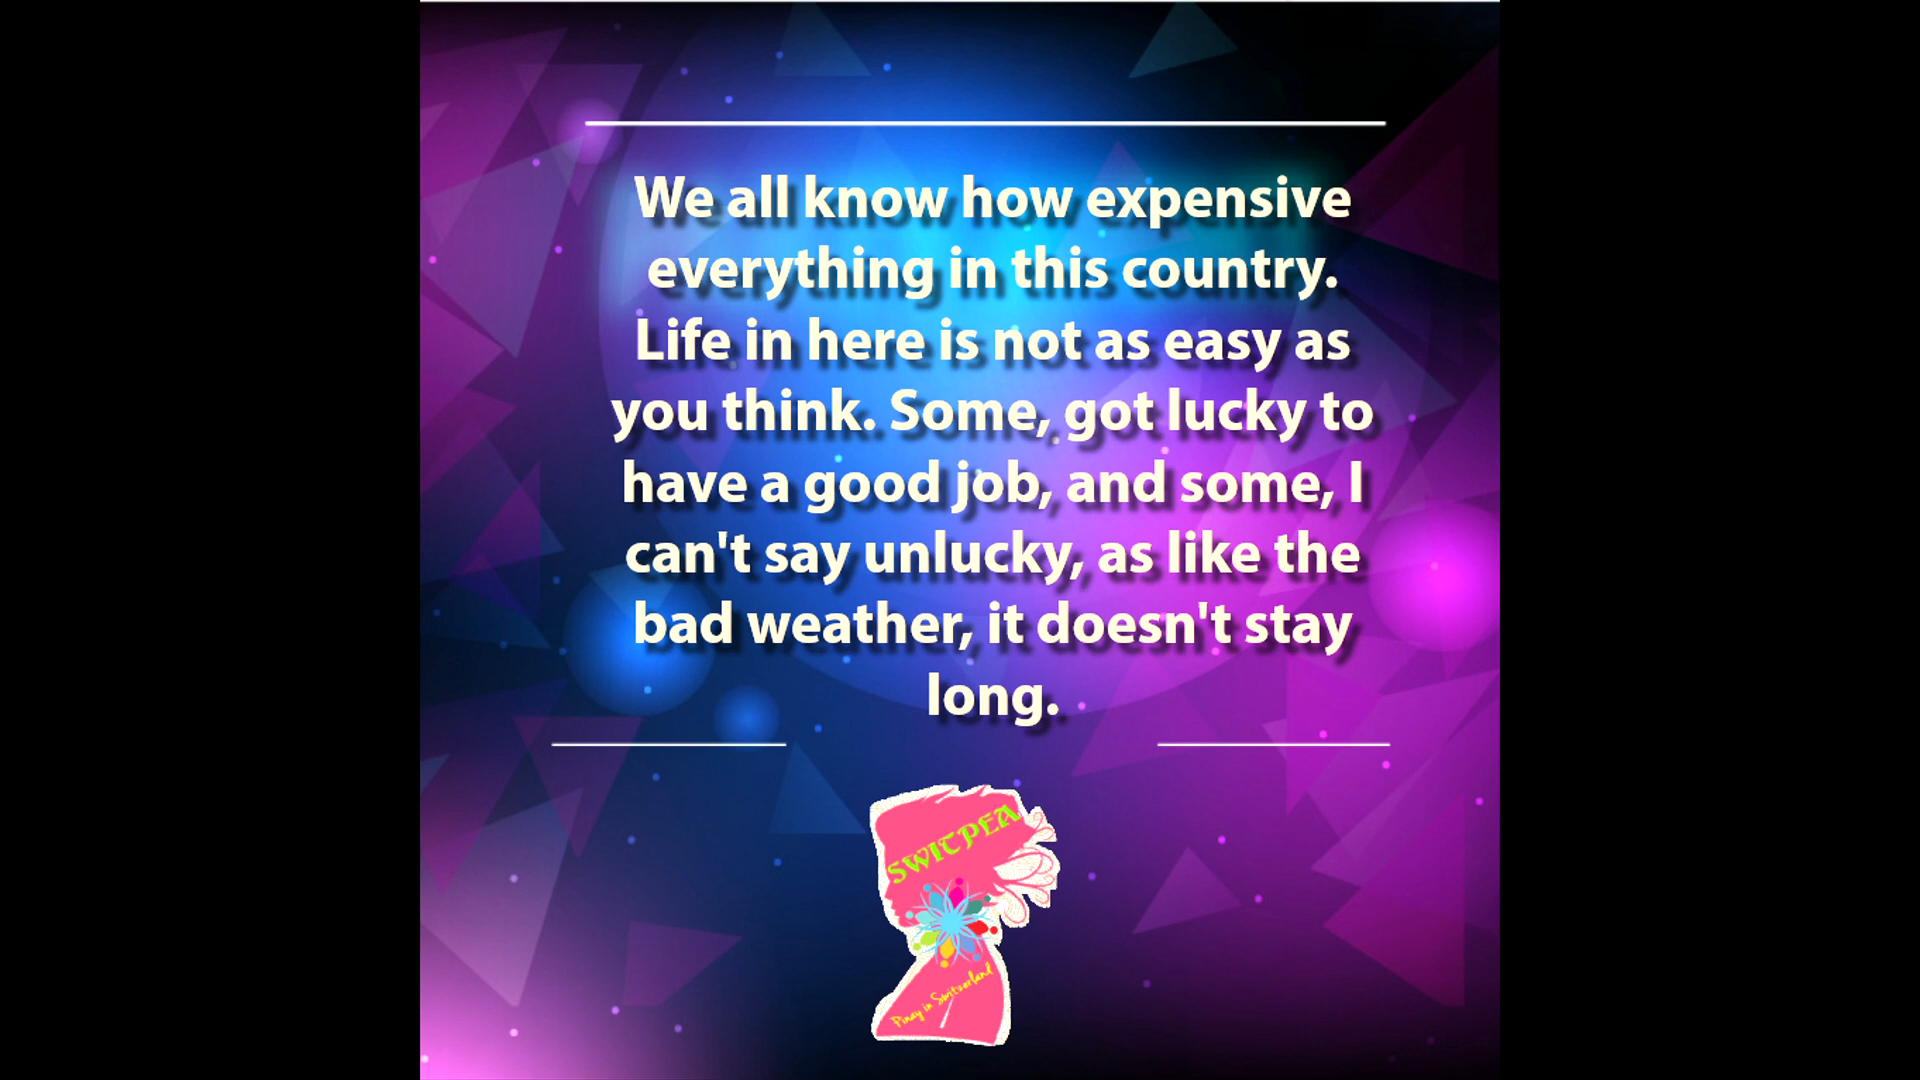 We all know how expensive
everything in this country.
Life in here is not as easy as
you think. Some, got lucky to
have a good job, and some, I
can't say unlucky, as like the
bad weather, it doesn't stay
long.
SWITPEA
Pinay in Switzerland